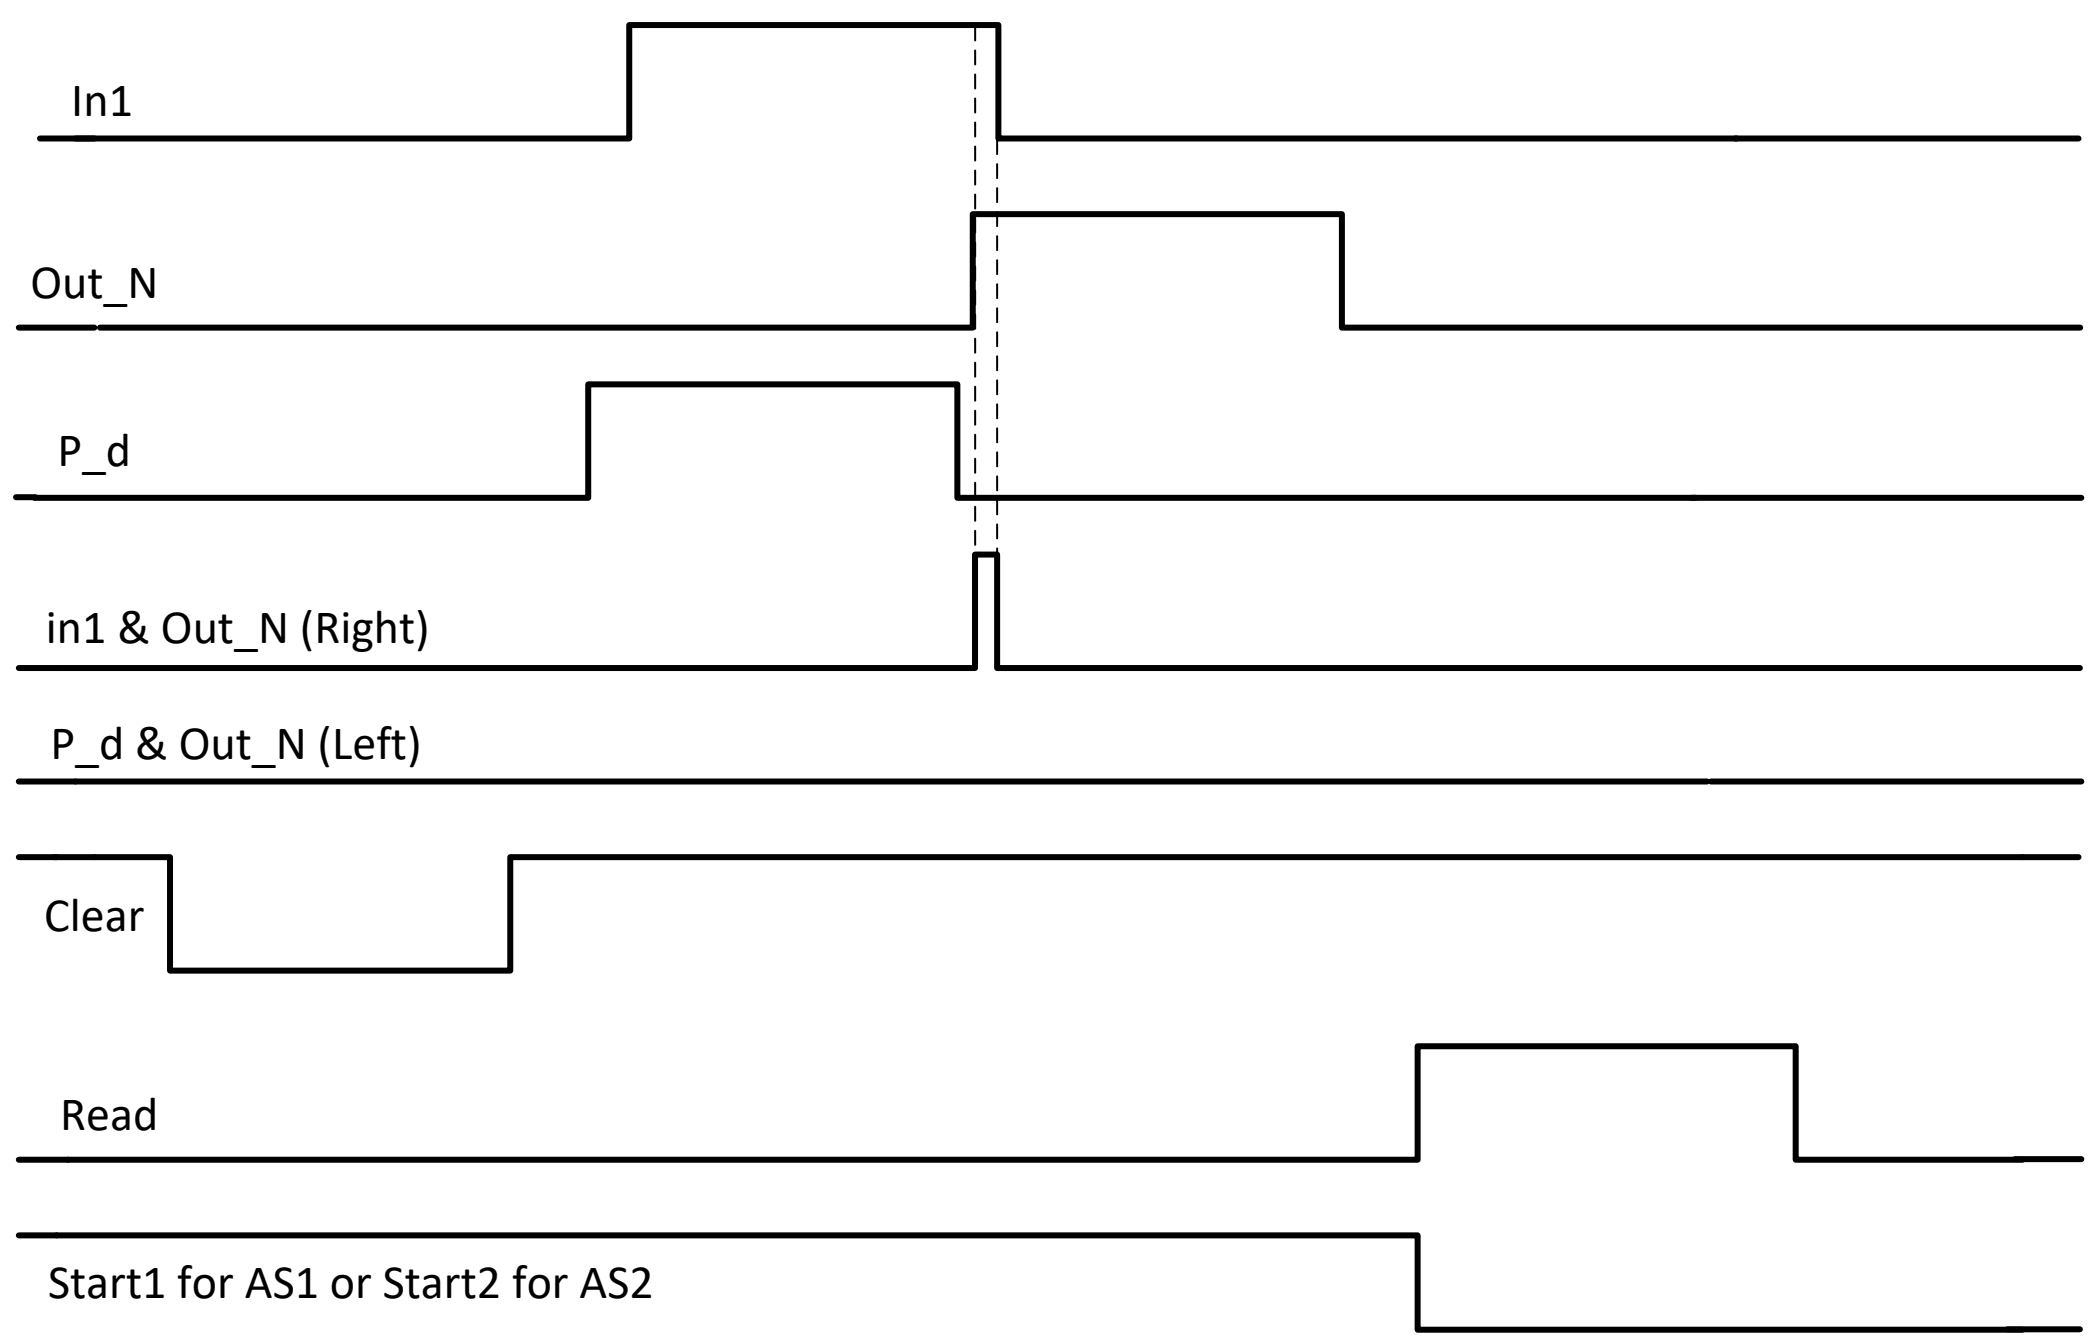 In1
Out_N
P_d
in1 & Out_N (Right)
P_d & Out_N (Left)
Clear
Read
Start1 for AS1 or Start2 for AS2